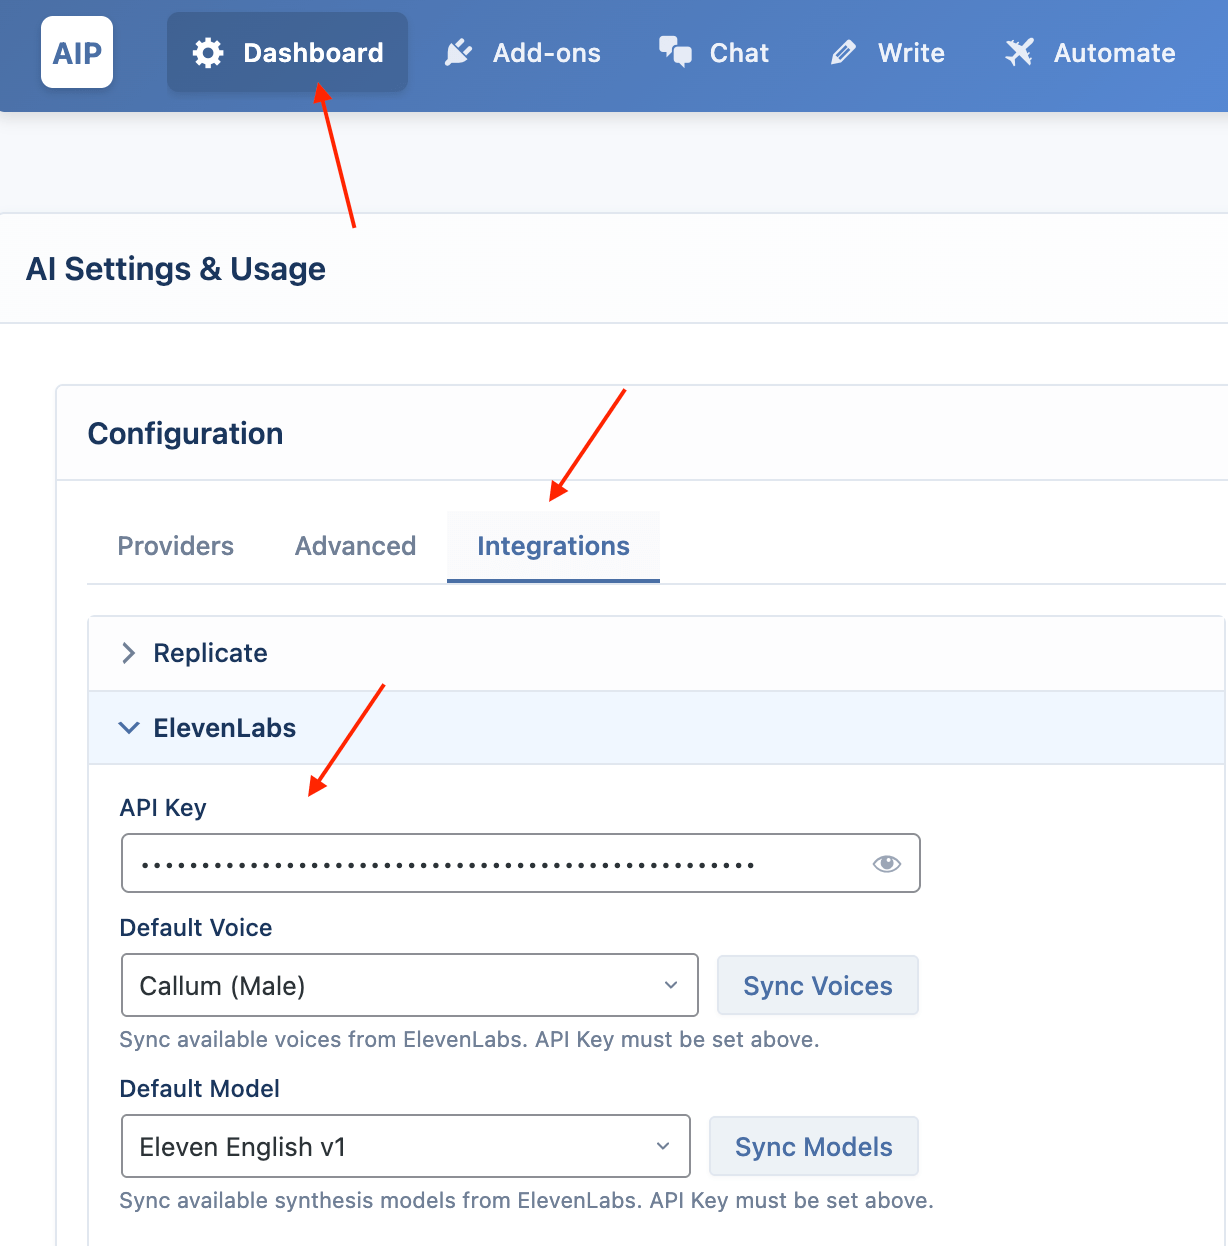 AIP Dashboard Add-ons Chat Write Automate
AI Settings & Usage
Configuration
Providers Advanced Integrations
Replicate
ElevenLabs
API Key
••••••••••••••••••••••••••••••••••••••••••••••••••
Default Voice
Callum (Male) Sync Voices
Sync available voices from ElevenLabs. API Key must be set above.
Default Model
Eleven English v1 Sync Models
Sync available synthesis models from ElevenLabs. API Key must be set above.